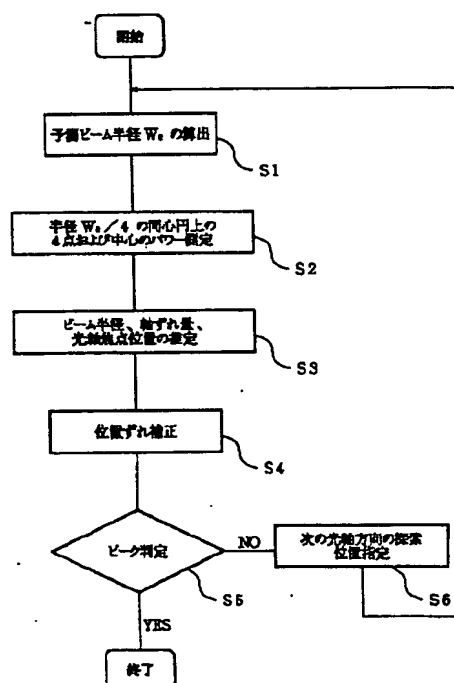 開始
予備ビーム半径 W₀ の算出
S1
半径 W₀／4 の同心円上の
4点および中心のパワー測定
S2
ビーム半径、軸ずれ量、
光軸焦点位置の推定
S3
位置ずれ補正
S4
ピーク判定
NO
S5
次の光軸方向の探索
位置指定
S6
YES
終了